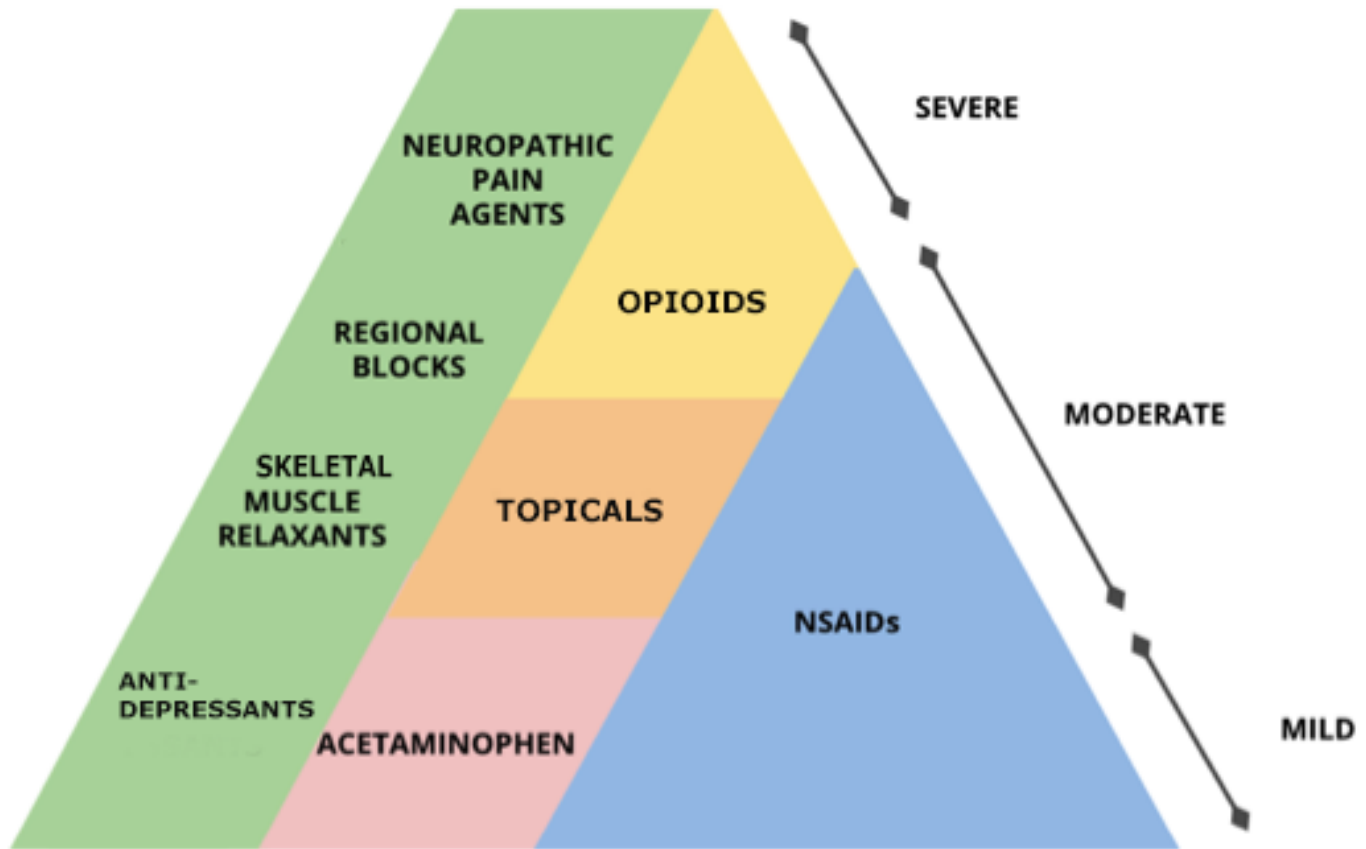 NEUROPATHIC
PAIN
AGENTS
SEVERE
OPIOIDS
REGIONAL
BLOCKS
MODERATE
SKELETAL
MUSCLE
RELAXANTS
TOPICALS
NSAIDs
ANTI-
DEPRESSANTS
ACETAMINOPHEN
MILD